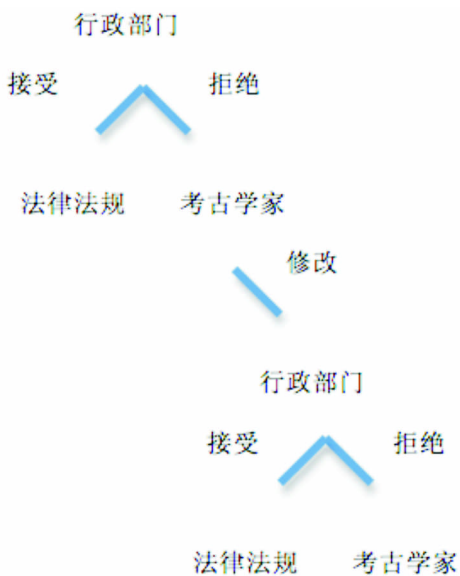 行政部门
接受 拒绝
法律法规 考古学家
修改
行政部门
接受 拒绝
法律法规 考古学家